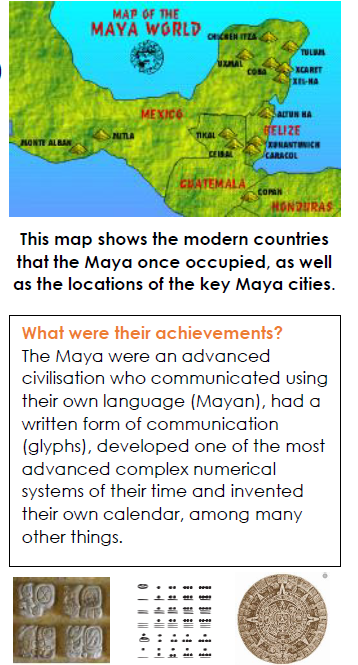 MAP OF THE
MAYA WORLD
CHICHEN ITZA
TULUM
UXMAL
COBA
XCARET
XEL-HA
MEXICO
ALTUN HA
TIKAL
BELIZE
MONTE ALBAN
MITLA
XUNANTUNICH
CEIBAL
CARACOL
GUATEMALA
COPAN
HONDURAS
This map shows the modern countries
that the Maya once occupied, as well
as the locations of the key Maya cities.
What were their achievements?
The Maya were an advanced
civilisation who communicated using
their own language (Mayan), had a
written form of communication
(glyphs), developed one of the most
advanced complex numerical
systems of their time and invented
their own calendar, among many
other things.